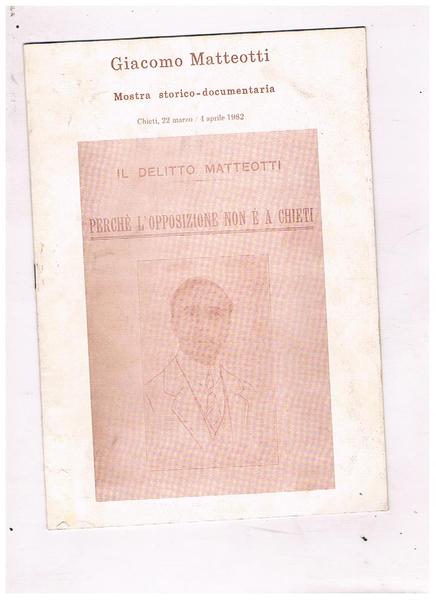 Giacomo Matteotti
Mostra storico-documentaria
Chieti, 22 marzo / 4 aprile 1982
IL DELITTO MATTEOTTI
PERCHÈ L'OPPOSIZIONE NON É A CHIETI